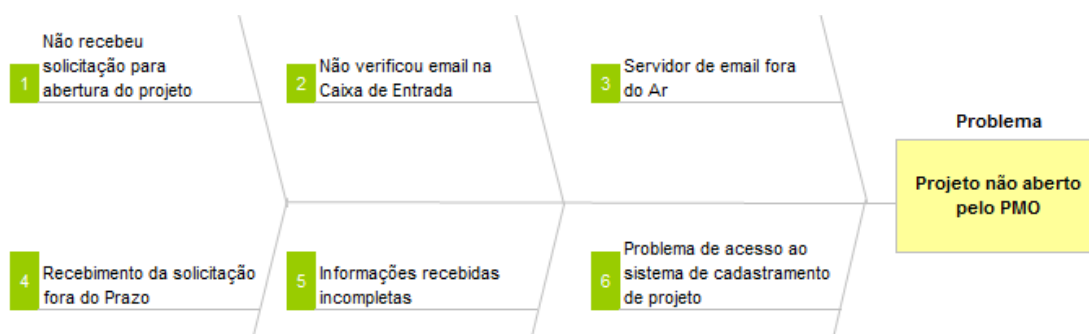 1
Não recebeu
solicitação para
abertura do projeto
2
Não verificou email na
Caixa de Entrada
3
Servidor de email fora
do Ar
Problema
Projeto não aberto
pelo PMO
4
Recebimento da solicitação
fora do Prazo
5
Informações recebidas
incompletas
6
Problema de acesso ao
sistema de cadastramento
de projeto